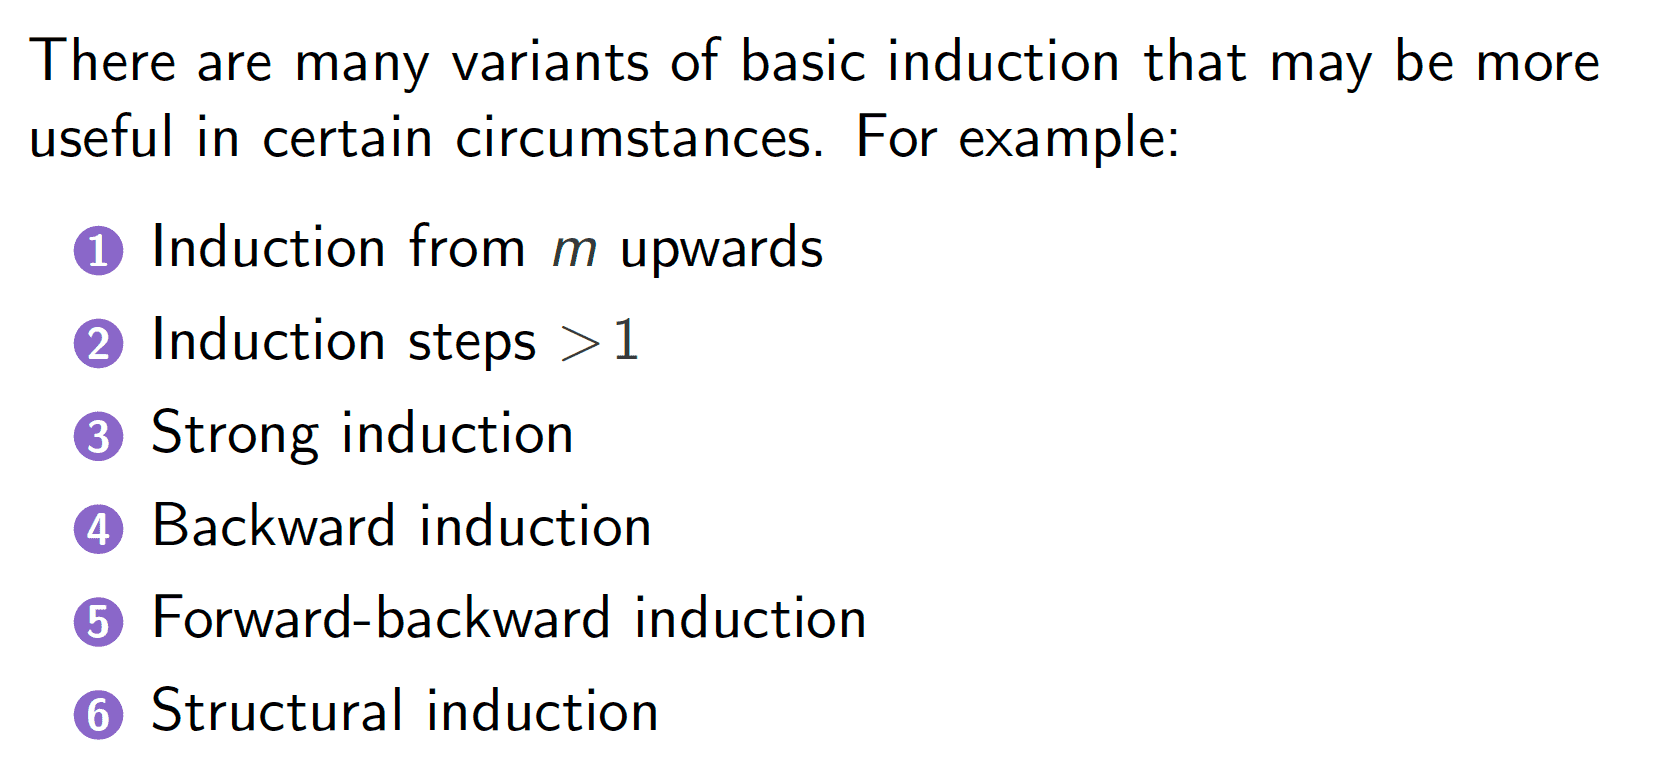 There are many variants of basic induction that may be more
useful in certain circumstances. For example:
1 Induction from m upwards
2 Induction steps >1
3 Strong induction
4 Backward induction
5 Forward-backward induction
6 Structural induction